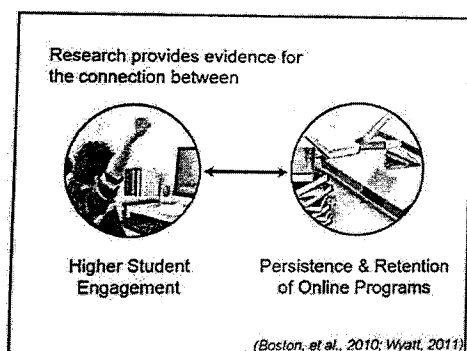 Research provides evidence for
the connection between
Higher Student
Engagement
Persistence & Retention
of Online Programs
(Boston, et al., 2010; Wyatt, 2011)